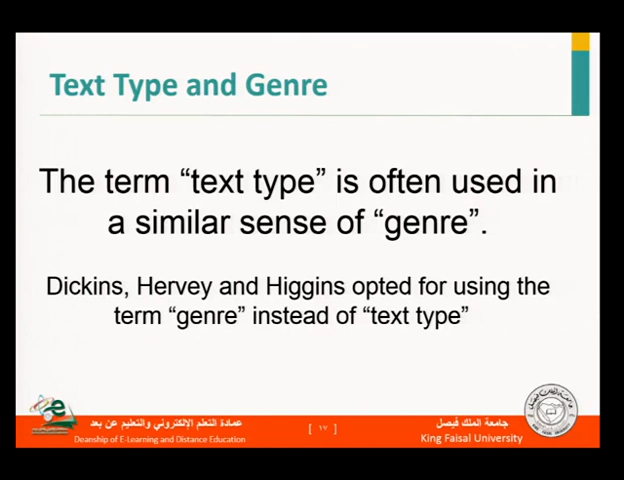 Text Type and Genre
The term “text type” is often used in
a similar sense of “genre”.
Dickins, Hervey and Higgins opted for using the
term “genre” instead of “text type”
عمادة التعلم الإلكتروني والتعليم عن بعد
Deanship of E-Learning and Distance Education
[ ١٧ ]
جامعة الملك فيصل
King Faisal University